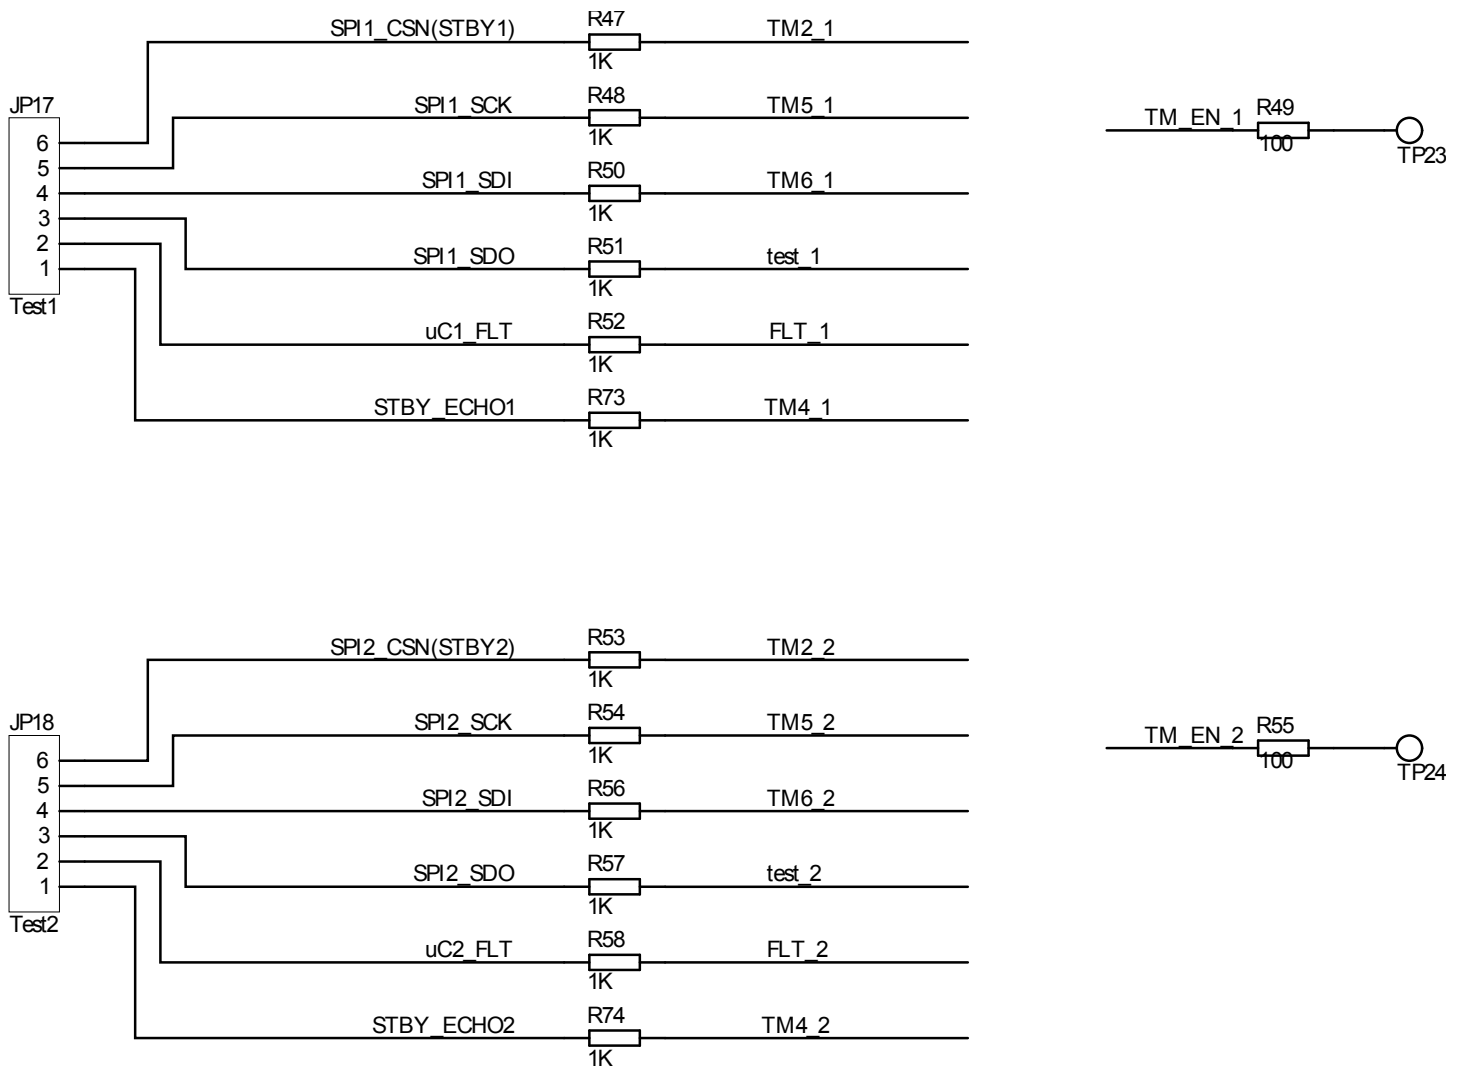 SPI1_CSN(STBY1) R47 TM2_1
1K
JP17 SPI1_SCK R48 TM5_1 TM_EN_1 R49
6 1K 100 TP23
5
SPI1_SDI R50 TM6_1
4 1K
3
2 SPI1_SDO R51 test_1
1 1K
Test1
uC1_FLT R52 FLT_1
1K
STBY_ECHO1 R73 TM4_1
1K
SPI2_CSN(STBY2) R53 TM2_2
1K
JP18 SPI2_SCK R54 TM5_2 TM_EN_2 R55
6 1K 100 TP24
5
SPI2_SDI R56 TM6_2
4 1K
3
2 SPI2_SDO R57 test_2
1 1K
Test2
uC2_FLT R58 FLT_2
1K
STBY_ECHO2 R74 TM4_2
1K